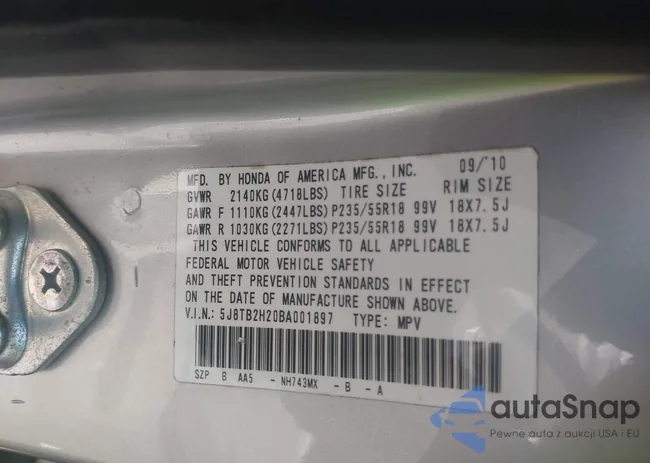 MFD. BY HONDA OF AMERICA MFG., INC. 09/'10
GVWR 2140KG(4718LBS) TIRE SIZE RIM SIZE
GAWR F 1110KG(2447LBS) P235/55R18 99V 18X7.5J
GAWR R 1030KG(2271LBS) P235/55R18 99V 18X7.5J
THIS VEHICLE CONFORMS TO ALL APPLICABLE
FEDERAL MOTOR VEHICLE SAFETY
AND THEFT PREVENTION STANDARDS IN EFFECT
ON THE DATE OF MANUFACTURE SHOWN ABOVE.
V.I.N.: 5J8TB2H20BA001897 TYPE: MPV
SZP B AA5 - NH743MX - B - A
autaSnap
Pewne auta z aukcji USA i EU